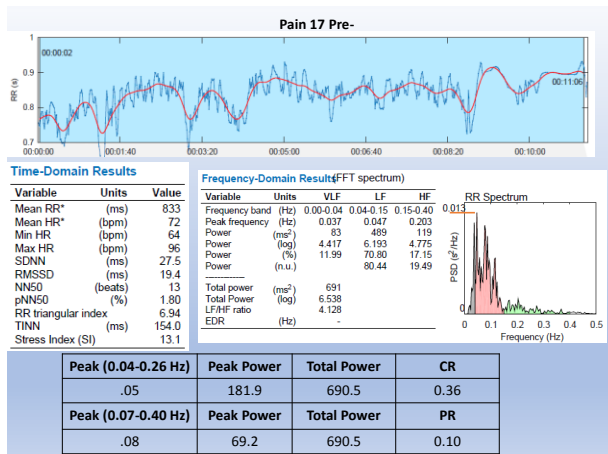 Pain 17 Pre-
1
00:00:02
0.9
00:11:06
RR (s)
0.8
0.7
00:00:00 00:01:40 00:03:20 00:05:00 00:06:40 00:08:20 00:10:00
Time-Domain Results
Variable Units Value
Mean RR* (ms) 833
Mean HR* (bpm) 72
Min HR (bpm) 64
Max HR (bpm) 96
SDNN (ms) 27.5
RMSSD (ms) 19.4
NN50 (beats) 13
pNN50 (%) 1.80
RR triangular index 6.94
TINN (ms) 154.0
Stress Index (SI) 13.1
Frequency-Domain Results (FFT spectrum)
Variable Units VLF LF HF
Frequency band (Hz) 0.00-0.04 0.04-0.15 0.15-0.40
Peak frequency (Hz) 0.037 0.047 0.203
Power (ms²) 83 489 119
Power (log) 4.417 6.193 4.775
Power (%) 11.99 70.80 17.15
Power (n.u.) 80.44 19.49
----------
Total power (ms²) 691
Total Power (log) 6.538
LF/HF ratio 4.128
EDR (Hz) -
RR Spectrum
0.013
PSD (s²/Hz)
0
0 0.1 0.2 0.3 0.4 0.5
Frequency (Hz)
Peak (0.04-0.26 Hz) Peak Power Total Power CR
.05 181.9 690.5 0.36
Peak (0.07-0.40 Hz) Peak Power Total Power PR
.08 69.2 690.5 0.10